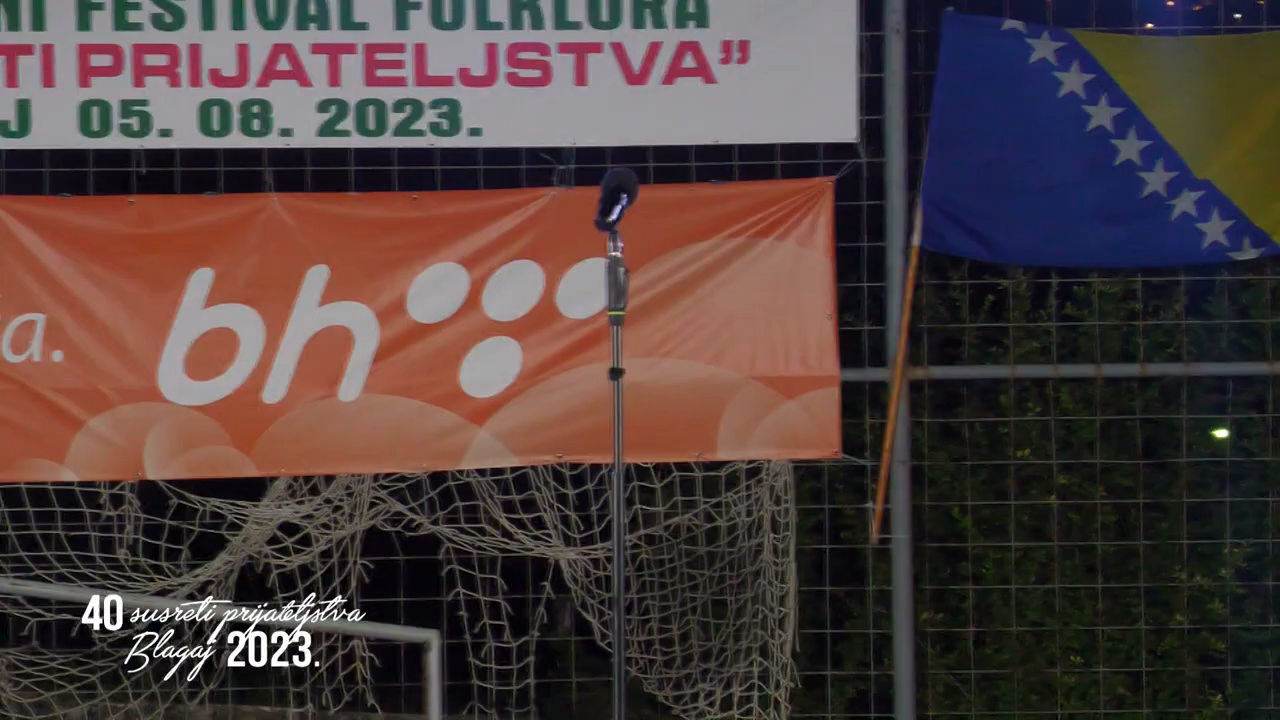 NI FESTIVAL FOLKLORA
TI PRIJATELJSTVA”
J 05. 08. 2023.
a.
bh
40 susreti prijateljstva
Blagaj 2023.